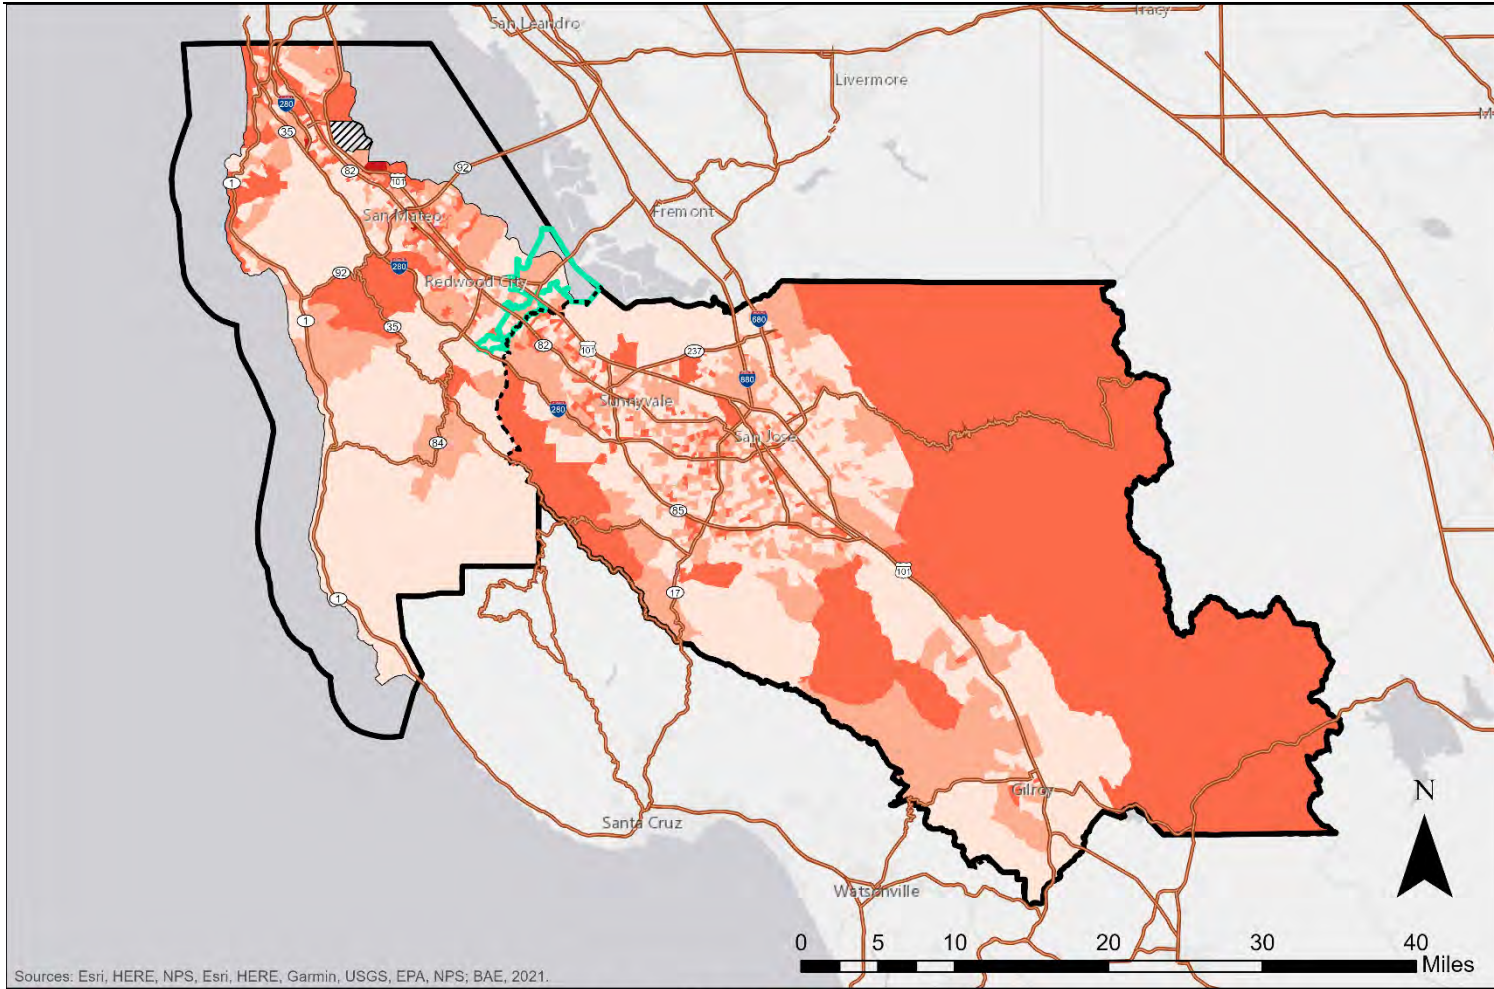 San Leandro
Tracy
Livermore
280
35
82
101
92
1
San Mateo
Fremont
92
280
Redwood City
1
35
680
82
101
237
880
280
Sunnyvale
84
San Jose
85
101
17
1
Gilroy
N
Santa Cruz
Watsonville
0 5 10 20 30 40
Miles
Sources: Esri, HERE, NPS, Esri, HERE, Garmin, USGS, EPA, NPS; BAE, 2021.